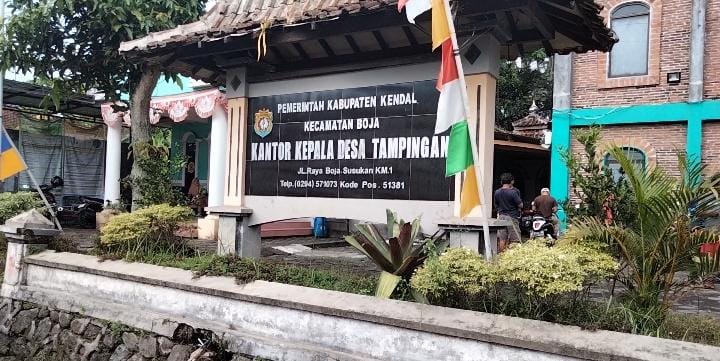 PEMERINTAH KABUPATEN KENDAL
KECAMATAN BOJA
KANTOR KEPALA DESA TAMPINGAN
JL.Raya Boja.Susukan KM.1
Telp.(0294) 571073 Kode Pos. 51381